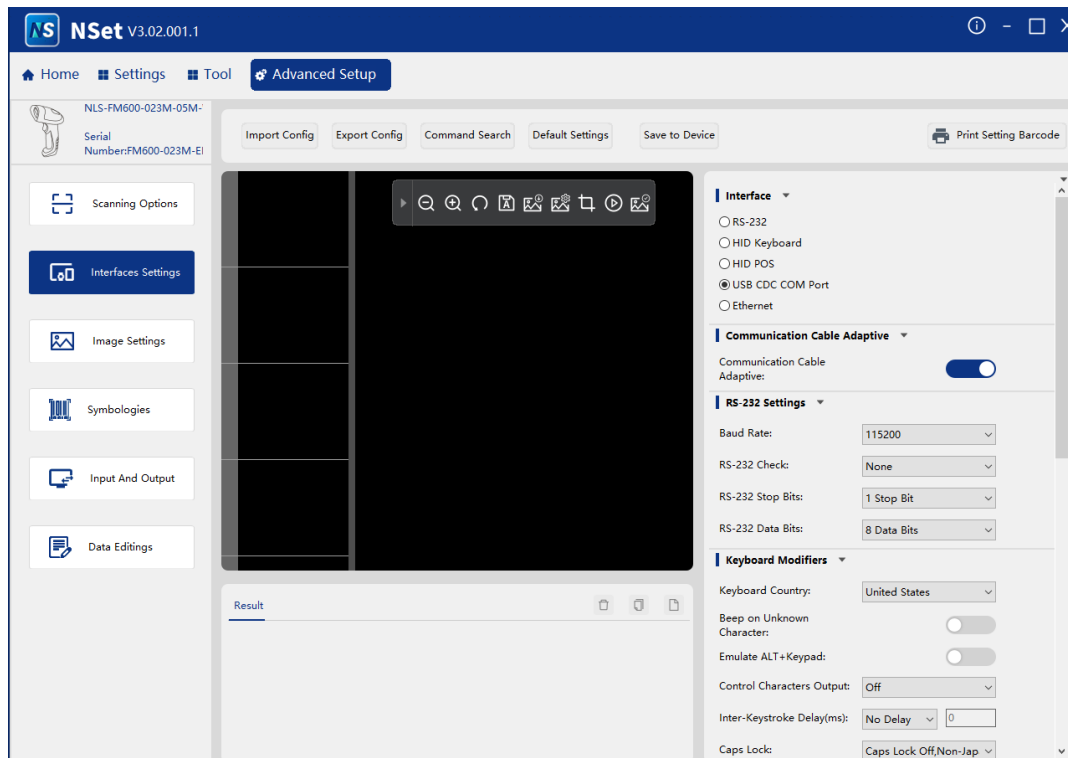 NS NSet V3.02.001.1
Home Settings Tool Advanced Setup
NLS-FM600-023M-05M-
Serial
Number:FM600-023M-EI
Import Config Export Config Command Search Default Settings Save to Device Print Setting Barcode
Scanning Options
Interfaces Settings
Image Settings
Symbologies
Input And Output
Data Editings
Result
Interface
RS-232
HID Keyboard
HID POS
USB CDC COM Port
Ethernet
Communication Cable Adaptive
Communication Cable
Adaptive:
RS-232 Settings
Baud Rate: 115200
RS-232 Check: None
RS-232 Stop Bits: 1 Stop Bit
RS-232 Data Bits: 8 Data Bits
Keyboard Modifiers
Keyboard Country: United States
Beep on Unknown
Character:
Emulate ALT+Keypad:
Control Characters Output: Off
Inter-Keystroke Delay(ms): No Delay 0
Caps Lock: Caps Lock Off,Non-Jap